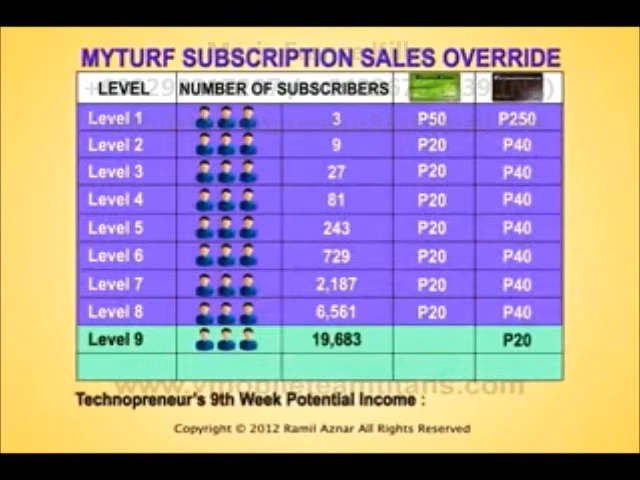 MYTURF SUBSCRIPTION SALES OVERRIDE
LEVEL NUMBER OF SUBSCRIBERS
Level 1 3 P50 P250
Level 2 9 P20 P40
Level 3 27 P20 P40
Level 4 81 P20 P40
Level 5 243 P20 P40
Level 6 729 P20 P40
Level 7 2,187 P20 P40
Level 8 6,561 P20 P40
Level 9 19,683 P20
www.ymobileteamtitans.com
Technopreneur's 9th Week Potential Income :
Copyright © 2012 Ramil Aznar All Rights Reserved